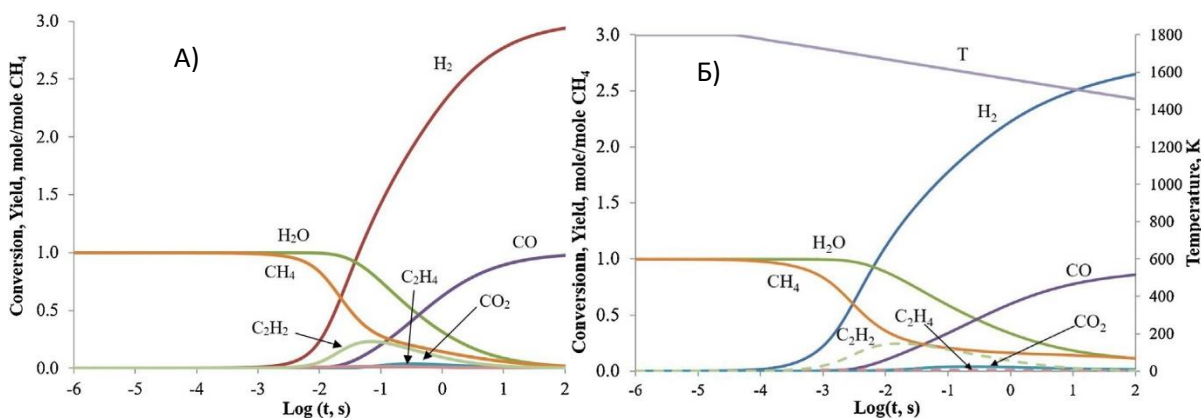 А)
H₂
H₂O
CH₄
CO
C₂H₄
CO₂
C₂H₂
Conversion, Yield, mole/mole CH₄
3.0
2.5
2.0
1.5
1.0
0.5
0.0
-6 -5 -4 -3 -2 -1 0 1 2
Log (t, s)
Б)
T
H₂
H₂O
CH₄
CO
C₂H₄
CO₂
C₂H₂
Conversionn, Yield, mole/mole CH₄
3.0
2.5
2.0
1.5
1.0
0.5
0.0
-6 -5 -4 -3 -2 -1 0 1 2
Log(t, s)
1800
1600
1400
1200
1000
800
600
400
200
0
Temperature, K